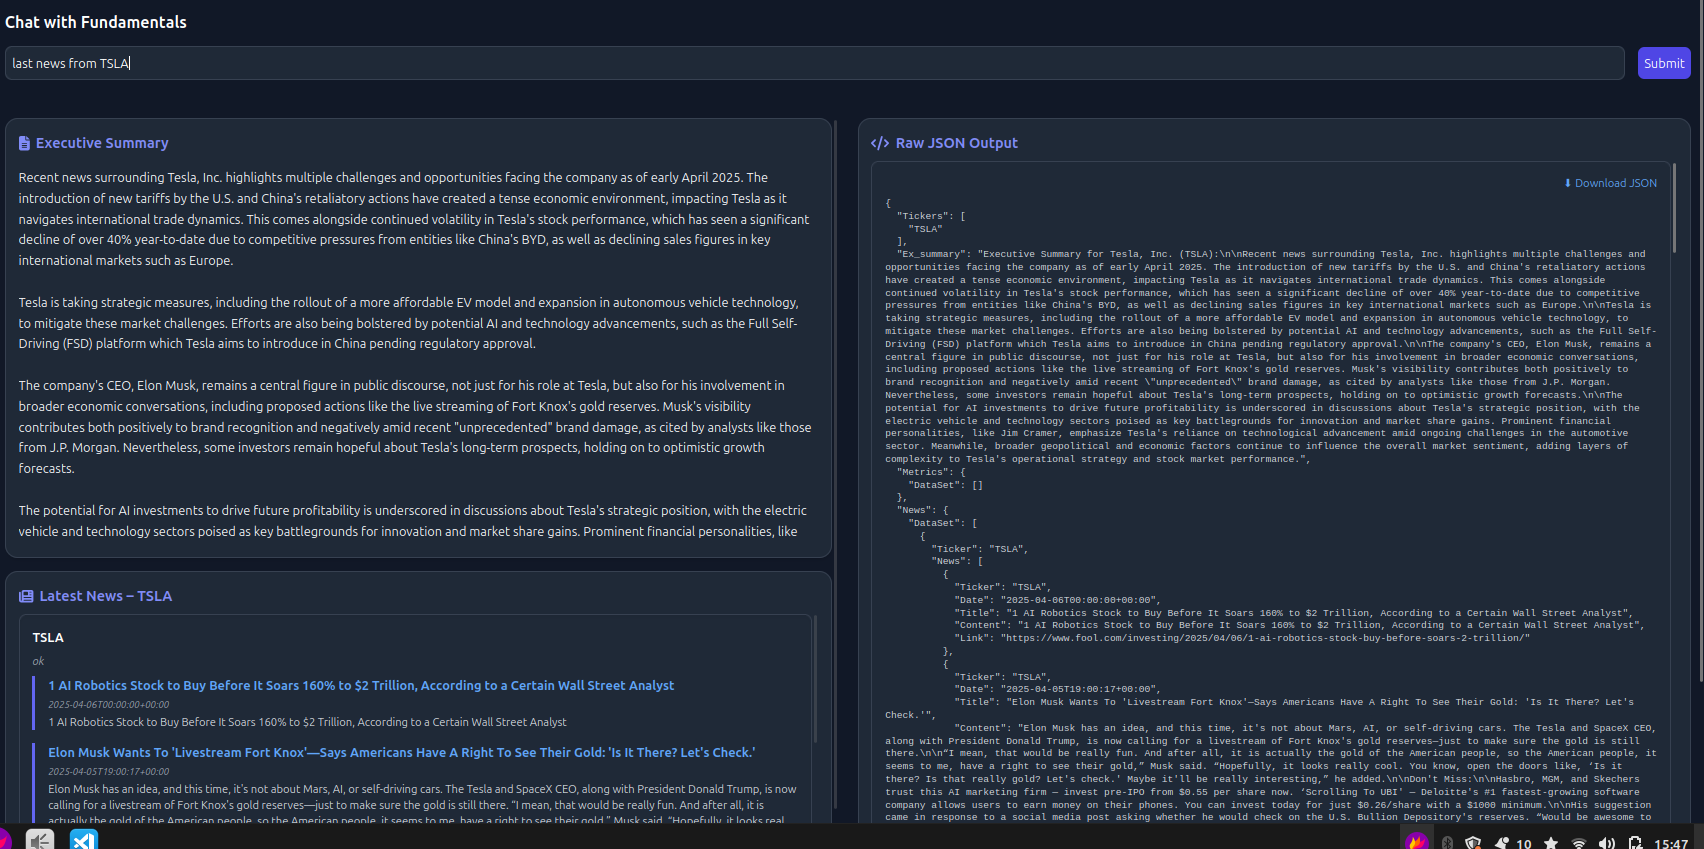 Chat with Fundamentals
last news from TSLA
Submit
Executive Summary
Recent news surrounding Tesla, Inc. highlights multiple challenges and opportunities facing the company as of early April 2025. The
introduction of new tariffs by the U.S. and China's retaliatory actions have created a tense economic environment, impacting Tesla as it
navigates international trade dynamics. This comes alongside continued volatility in Tesla's stock performance, which has seen a significant
decline of over 40% year-to-date due to competitive pressures from entities like China's BYD, as well as declining sales figures in key
international markets such as Europe.
Tesla is taking strategic measures, including the rollout of a more affordable EV model and expansion in autonomous vehicle technology,
to mitigate these market challenges. Efforts are also being bolstered by potential AI and technology advancements, such as the Full Self-
Driving (FSD) platform which Tesla aims to introduce in China pending regulatory approval.
The company's CEO, Elon Musk, remains a central figure in public discourse, not just for his role at Tesla, but also for his involvement in
broader economic conversations, including proposed actions like the live streaming of Fort Knox's gold reserves. Musk's visibility
contributes both positively to brand recognition and negatively amid recent "unprecedented" brand damage, as cited by analysts like those
from J.P. Morgan. Nevertheless, some investors remain hopeful about Tesla's long-term prospects, holding on to optimistic growth
forecasts.
The potential for AI investments to drive future profitability is underscored in discussions about Tesla's strategic position, with the electric
vehicle and technology sectors poised as key battlegrounds for innovation and market share gains. Prominent financial personalities, like
Latest News – TSLA
TSLA
ok
1 AI Robotics Stock to Buy Before It Soars 160% to $2 Trillion, According to a Certain Wall Street Analyst
2025-04-06T00:00:00+00:00
1 AI Robotics Stock to Buy Before It Soars 160% to $2 Trillion, According to a Certain Wall Street Analyst
Elon Musk Wants To 'Livestream Fort Knox'—Says Americans Have A Right To See Their Gold: 'Is It There? Let's Check.'
2025-04-05T19:00:17+00:00
Elon Musk has an idea, and this time, it's not about Mars, AI, or self-driving cars. The Tesla and SpaceX CEO, along with President Donald Trump, is now
calling for a livestream of Fort Knox's gold reserves—just to make sure the gold is still there. “I mean, that would be really fun. And after all, it is
actually the gold of the American people, so the American people, it seems to me, have a right to see their gold,” Musk said. “Hopefully, it looks real
</> Raw JSON Output
Download JSON
{
"Tickers": [
"TSLA"
],
"Ex_summary": "Executive Summary for Tesla, Inc. (TSLA):\n\nRecent news surrounding Tesla, Inc. highlights multiple challenges and
opportunities facing the company as of early April 2025. The introduction of new tariffs by the U.S. and China's retaliatory actions
have created a tense economic environment, impacting Tesla as it navigates international trade dynamics. This comes alongside
continued volatility in Tesla's stock performance, which has seen a significant decline of over 40% year-to-date due to competitive
pressures from entities like China's BYD, as well as declining sales figures in key international markets such as Europe.\n\nTesla is
taking strategic measures, including the rollout of a more affordable EV model and expansion in autonomous vehicle technology, to
mitigate these market challenges. Efforts are also being bolstered by potential AI and technology advancements, such as the Full Self-
Driving (FSD) platform which Tesla aims to introduce in China pending regulatory approval.\n\nThe company's CEO, Elon Musk, remains a
central figure in public discourse, not just for his role at Tesla, but also for his involvement in broader economic conversations,
including proposed actions like the live streaming of Fort Knox's gold reserves. Musk's visibility contributes both positively to
brand recognition and negatively amid recent \"unprecedented\" brand damage, as cited by analysts like those from J.P. Morgan.
Nevertheless, some investors remain hopeful about Tesla's long-term prospects, holding on to optimistic growth forecasts.\n\nThe
potential for AI investments to drive future profitability is underscored in discussions about Tesla's strategic position, with the
electric vehicle and technology sectors poised as key battlegrounds for innovation and market share gains. Prominent financial
personalities, like Jim Cramer, emphasize Tesla's reliance on technological advancement amid ongoing challenges in the automotive
sector. Meanwhile, broader geopolitical and economic factors continue to influence the overall market sentiment, adding layers of
complexity to Tesla's operational strategy and stock market performance.",
"Metrics": {
"DataSet": []
},
"News": {
"DataSet": [
{
"Ticker": "TSLA",
"News": [
{
"Ticker": "TSLA",
"Date": "2025-04-06T00:00:00+00:00",
"Title": "1 AI Robotics Stock to Buy Before It Soars 160% to $2 Trillion, According to a Certain Wall Street Analyst",
"Content": "1 AI Robotics Stock to Buy Before It Soars 160% to $2 Trillion, According to a Certain Wall Street Analyst",
"Link": "https://www.fool.com/investing/2025/04/06/1-ai-robotics-stock-buy-before-soars-2-trillion/"
},
{
"Ticker": "TSLA",
"Date": "2025-04-05T19:00:17+00:00",
"Title": "Elon Musk Wants To 'Livestream Fort Knox'—Says Americans Have A Right To See Their Gold: 'Is It There? Let's
Check.'",
"Content": "Elon Musk has an idea, and this time, it's not about Mars, AI, or self-driving cars. The Tesla and SpaceX CEO,
along with President Donald Trump, is now calling for a livestream of Fort Knox's gold reserves—just to make sure the gold is still
there.\n\n“I mean, that would be really fun. And after all, it is actually the gold of the American people, so the American people, it
seems to me, have a right to see their gold,” Musk said. “Hopefully, it looks really cool. You know, open the doors like, ‘Is it
there? Is that really gold? Let's check.' Maybe it'll be really interesting,” he added.\n\nDon't Miss:\n\nHasbro, MGM, and Skechers
trust this AI marketing firm — invest pre-IPO from $0.55 per share now. ‘Scrolling To UBI' — Deloitte's #1 fastest-growing software
company allows users to earn money on their phones. You can invest today for just $0.26/share with a $1000 minimum.\n\nHis suggestion
came in response to a social media post asking whether he would check on the U.S. Bullion Depository's reserves. “Would be awesome to
10
15:47